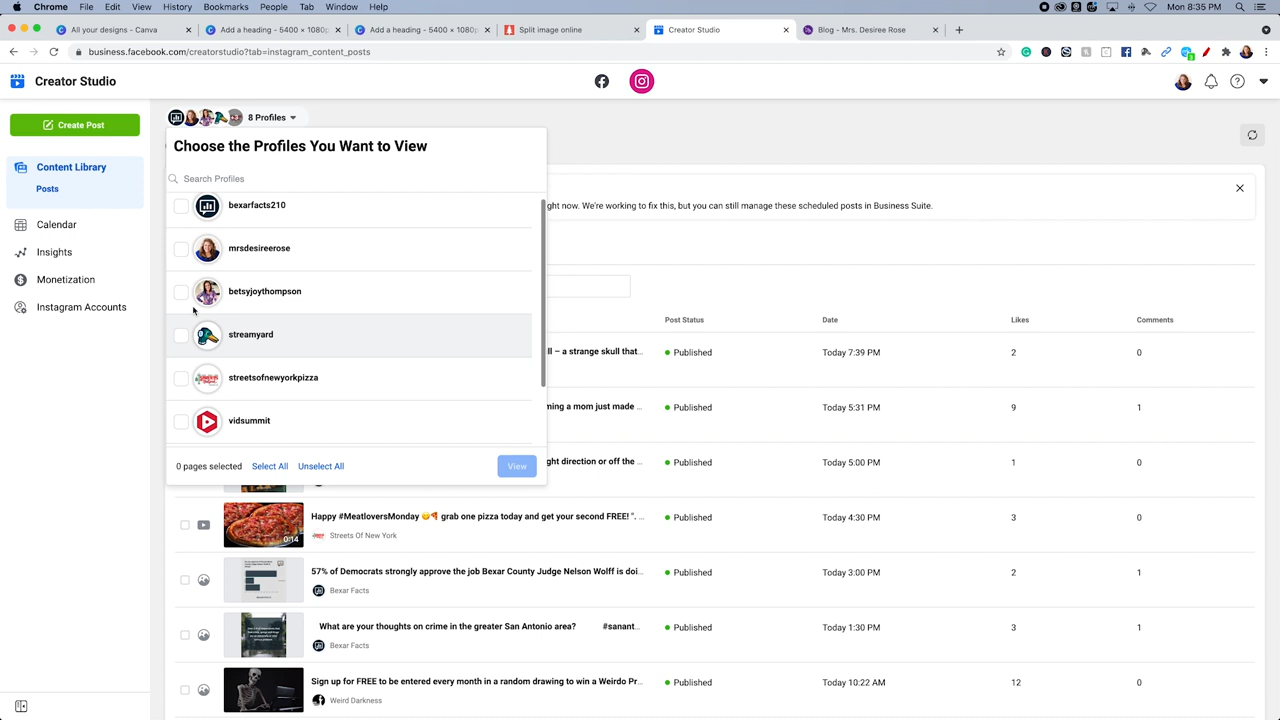 Chrome File Edit View History Bookmarks People Tab Window Help
Mon 8:35 PM
All your designs - Canva
Add a heading - 5400 × 1080p
Add a heading - 5400 × 1080p
Split image online
Creator Studio
Blog - Mrs. Desiree Rose
business.facebook.com/creatorstudio?tab=instagram_content_posts
Creator Studio
Create Post
8 Profiles
Content Library
Posts
Calendar
Insights
Monetization
Instagram Accounts
Choose the Profiles You Want to View
Search Profiles
bexarfacts210
mrsdesireerose
betsyjoythompson
streamyard
streetsofnewyorkpizza
vidsummit
0 pages selected Select All Unselect All View
ght now. We're working to fix this, but you can still manage these scheduled posts in Business Suite.
Post Status Date Likes Comments
ll – a strange skull that... Published Today 7:39 PM 2 0
ming a mom just made ... Published Today 5:31 PM 9 1
ght direction or off the ... Published Today 5:00 PM 1 0
Happy #MeatloversMonday 😋🍕 grab one pizza today and get your second FREE! ". ... Published Today 4:30 PM 3 0
0:14
Streets Of New York
57% of Democrats strongly approve the job Bexar County Judge Nelson Wolff is doi... Published Today 3:00 PM 2 1
Bexar Facts
What are your thoughts on crime in the greater San Antonio area? #sanant... Published Today 1:30 PM 3 1
Bexar Facts
Sign up for FREE to be entered every month in a random drawing to win a Weirdo Pr... Published Today 10:22 AM 12 0
Weird Darkness